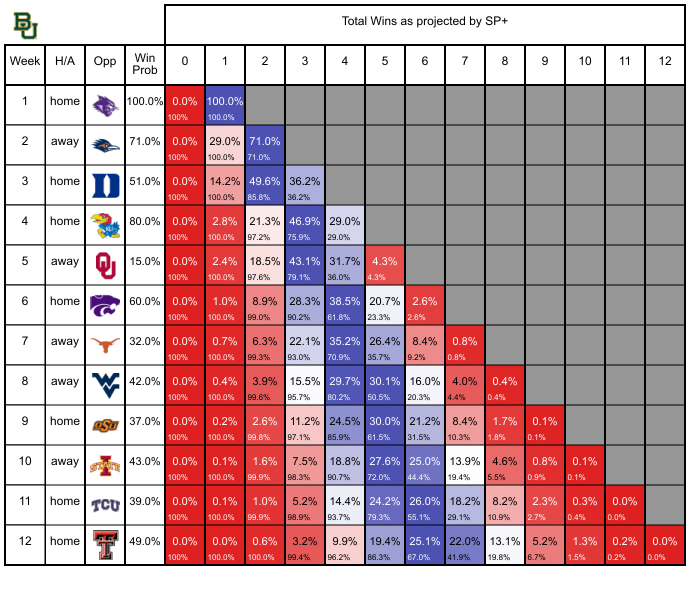 BU
Total Wins as projected by SP+
Week H/A Opp Win Prob 0 1 2 3 4 5 6 7 8 9 10 11 12
1 home 100.0% 0.0% 100.0%
100% 100.0%
2 away 71.0% 0.0% 29.0% 71.0%
100% 100.0% 71.0%
3 home D 51.0% 0.0% 14.2% 49.6% 36.2%
100% 100.0% 85.8% 36.2%
4 home KU 80.0% 0.0% 2.8% 21.3% 46.9% 29.0%
100% 100.0% 97.2% 75.9% 29.0%
5 away OU 15.0% 0.0% 2.4% 18.5% 43.1% 31.7% 4.3%
100% 100.0% 97.6% 79.1% 36.0% 4.3%
6 home 60.0% 0.0% 1.0% 8.9% 28.3% 38.5% 20.7% 2.6%
100% 100.0% 99.0% 90.2% 61.8% 23.3% 2.6%
7 away 32.0% 0.0% 0.7% 6.3% 22.1% 35.2% 26.4% 8.4% 0.8%
100% 100.0% 99.3% 93.0% 70.9% 35.7% 9.2% 0.8%
8 away WV 42.0% 0.0% 0.4% 3.9% 15.5% 29.7% 30.1% 16.0% 4.0% 0.4%
100% 100.0% 99.6% 95.7% 80.2% 50.5% 20.3% 4.4% 0.4%
9 home OSU 37.0% 0.0% 0.2% 2.6% 11.2% 24.5% 30.0% 21.2% 8.4% 1.7% 0.1%
100% 100.0% 99.8% 97.1% 85.9% 61.5% 31.5% 10.3% 1.8% 0.1%
10 away I STATE 43.0% 0.0% 0.1% 1.6% 7.5% 18.8% 27.6% 25.0% 13.9% 4.6% 0.8% 0.1%
100% 100.0% 99.9% 98.3% 90.7% 72.0% 44.4% 19.4% 5.5% 0.9% 0.1%
11 home TCU 39.0% 0.0% 0.1% 1.0% 5.2% 14.4% 24.2% 26.0% 18.2% 8.2% 2.3% 0.3% 0.0%
100% 100.0% 99.9% 98.9% 93.7% 79.3% 55.1% 29.1% 10.9% 2.7% 0.4% 0.0%
12 home T 49.0% 0.0% 0.0% 0.6% 3.2% 9.9% 19.4% 25.1% 22.0% 13.1% 5.2% 1.3% 0.2% 0.0%
100% 100.0% 100.0% 99.4% 96.2% 86.3% 67.0% 41.9% 19.8% 6.7% 1.5% 0.2% 0.0%